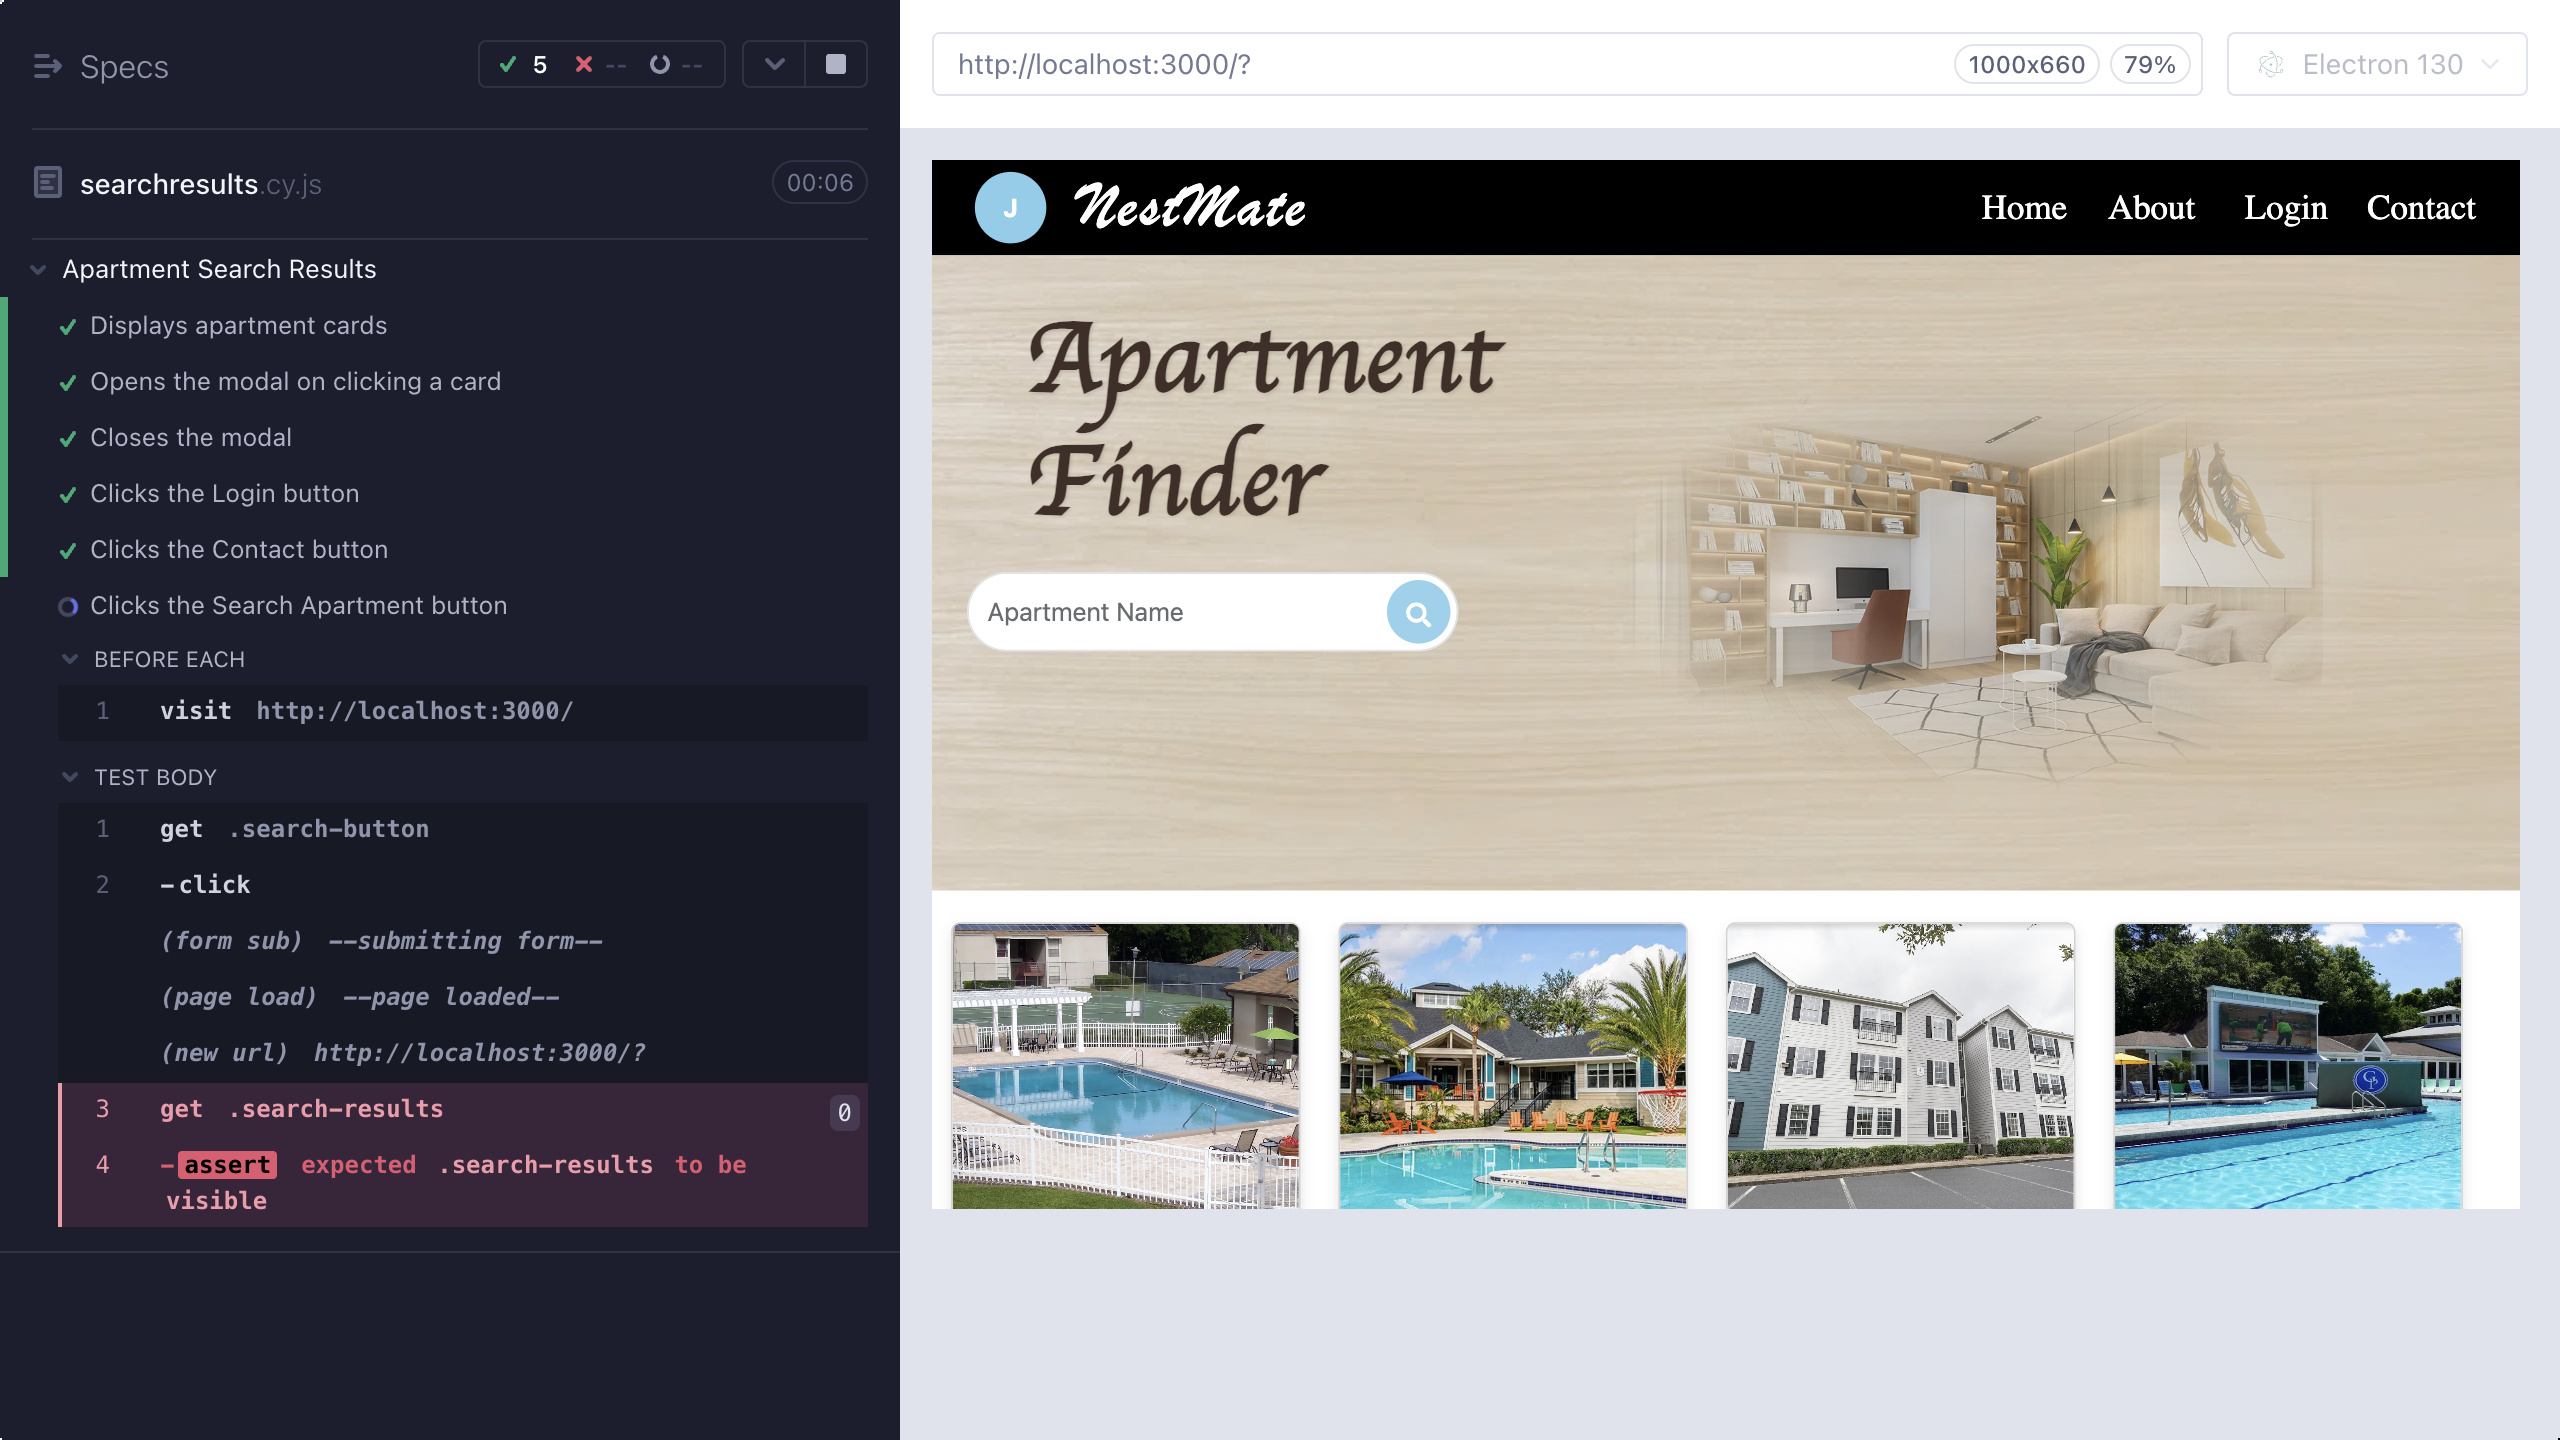 Specs
5 -- --
searchresults.cy.js
00:06
Apartment Search Results
Displays apartment cards
Opens the modal on clicking a card
Closes the modal
Clicks the Login button
Clicks the Contact button
Clicks the Search Apartment button
BEFORE EACH
1 visit http://localhost:3000/
TEST BODY
1 get .search-button
2 -click
(form sub) --submitting form--
(page load) --page loaded--
(new url) http://localhost:3000/?
3 get .search-results 0
4 -assert expected .search-results to be
visible
http://localhost:3000/?
1000x660
79%
Electron 130
J
NestMate
Home About Login Contact
Apartment
Finder
Apartment Name